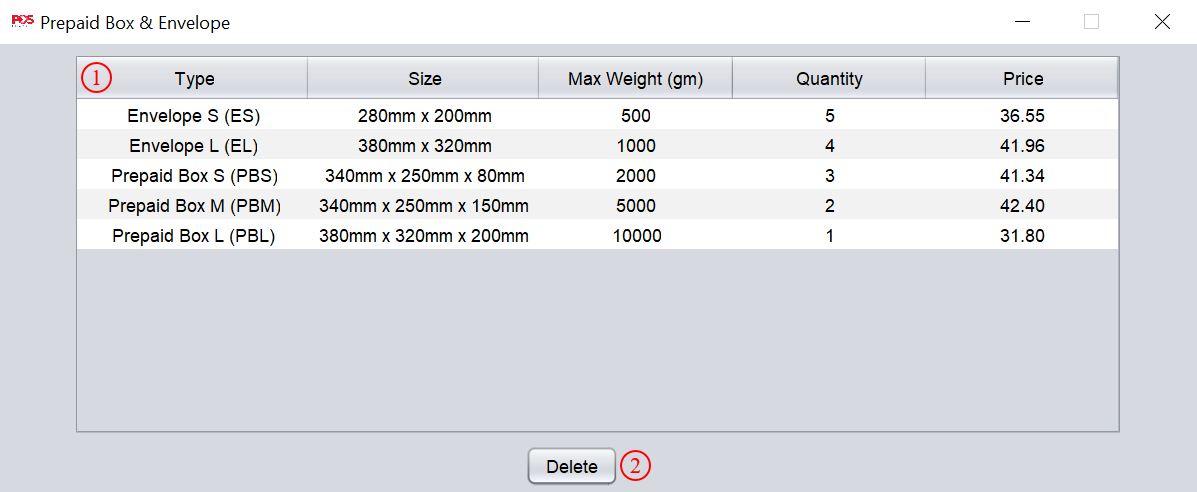 POS Prepaid Box & Envelope
1 Type Size Max Weight (gm) Quantity Price
Envelope S (ES) 280mm x 200mm 500 5 36.55
Envelope L (EL) 380mm x 320mm 1000 4 41.96
Prepaid Box S (PBS) 340mm x 250mm x 80mm 2000 3 41.34
Prepaid Box M (PBM) 340mm x 250mm x 150mm 5000 2 42.40
Prepaid Box L (PBL) 380mm x 320mm x 200mm 10000 1 31.80
Delete 2